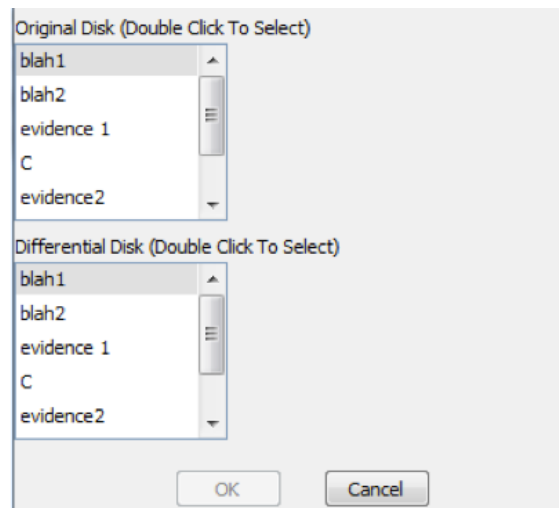 Original Disk (Double Click To Select)
blah1
blah2
evidence 1
C
evidence2
Differential Disk (Double Click To Select)
blah1
blah2
evidence 1
C
evidence2
OK Cancel